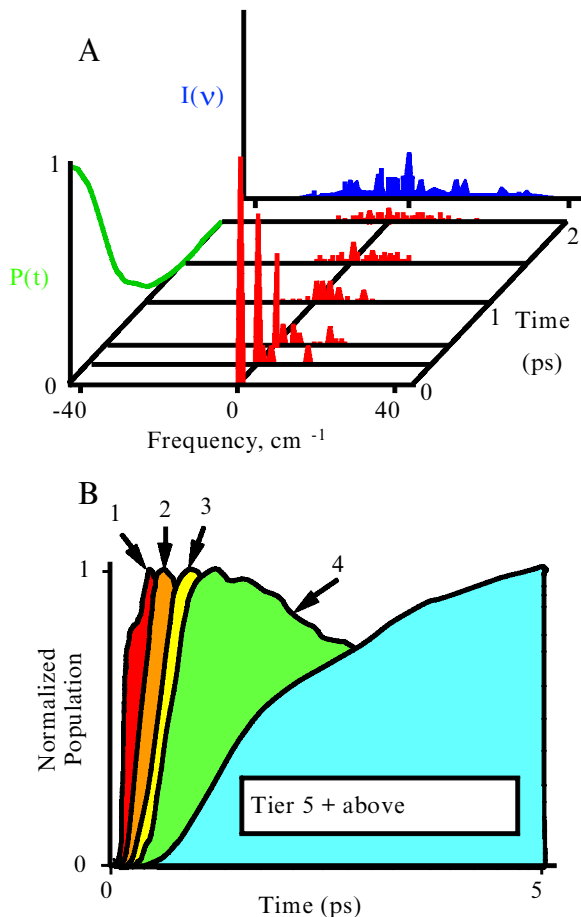 A
I(ν)
1
P(t)
2
1
Time
(ps)
0
0
-40
0
40
Frequency, cm -1
B
1
2
3
4
1
Normalized
Population
Tier 5 + above
0
0
5
Time (ps)